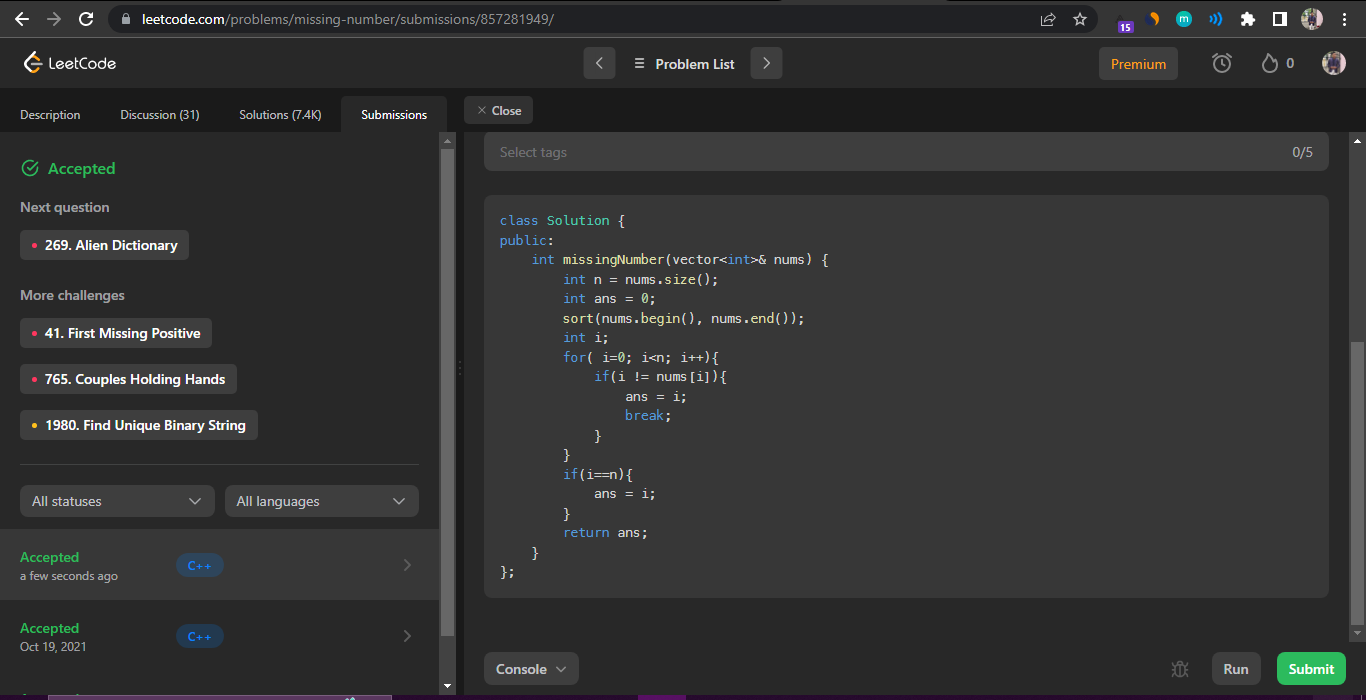 leetcode.com/problems/missing-number/submissions/857281949/
15
m
LeetCode
Problem List
Premium
0
Description
Discussion (31)
Solutions (7.4K)
Submissions
Close
Accepted
Next question
269. Alien Dictionary
More challenges
41. First Missing Positive
765. Couples Holding Hands
1980. Find Unique Binary String
All statuses
All languages
Accepted
a few seconds ago
C++
Accepted
Oct 19, 2021
C++
Select tags
0/5
class Solution {
public:
    int missingNumber(vector<int>& nums) {
        int n = nums.size();
        int ans = 0;
        sort(nums.begin(), nums.end());
        int i;
        for( i=0; i<n; i++){
            if(i != nums[i]){
                ans = i;
                break;
            }
        }
        if(i==n){
            ans = i;
        }
        return ans;
    }
};
Console
Run
Submit